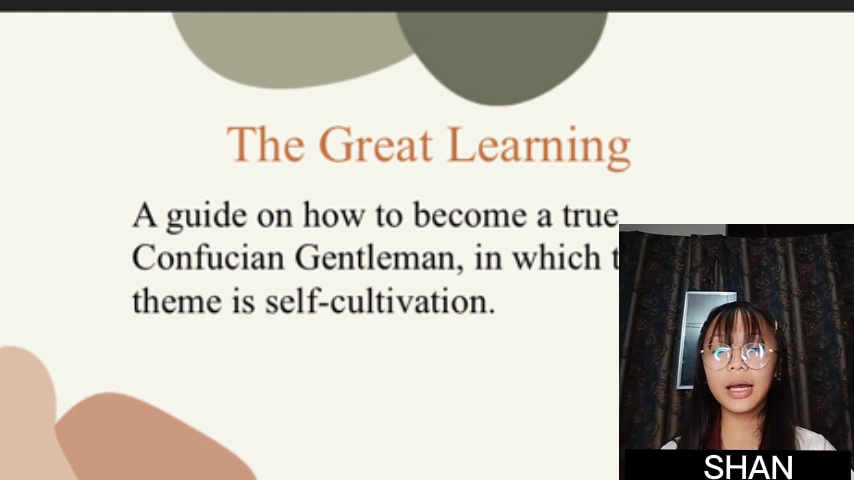 The Great Learning
A guide on how to become a true
Confucian Gentleman, in which
theme is self-cultivation.
SHAN